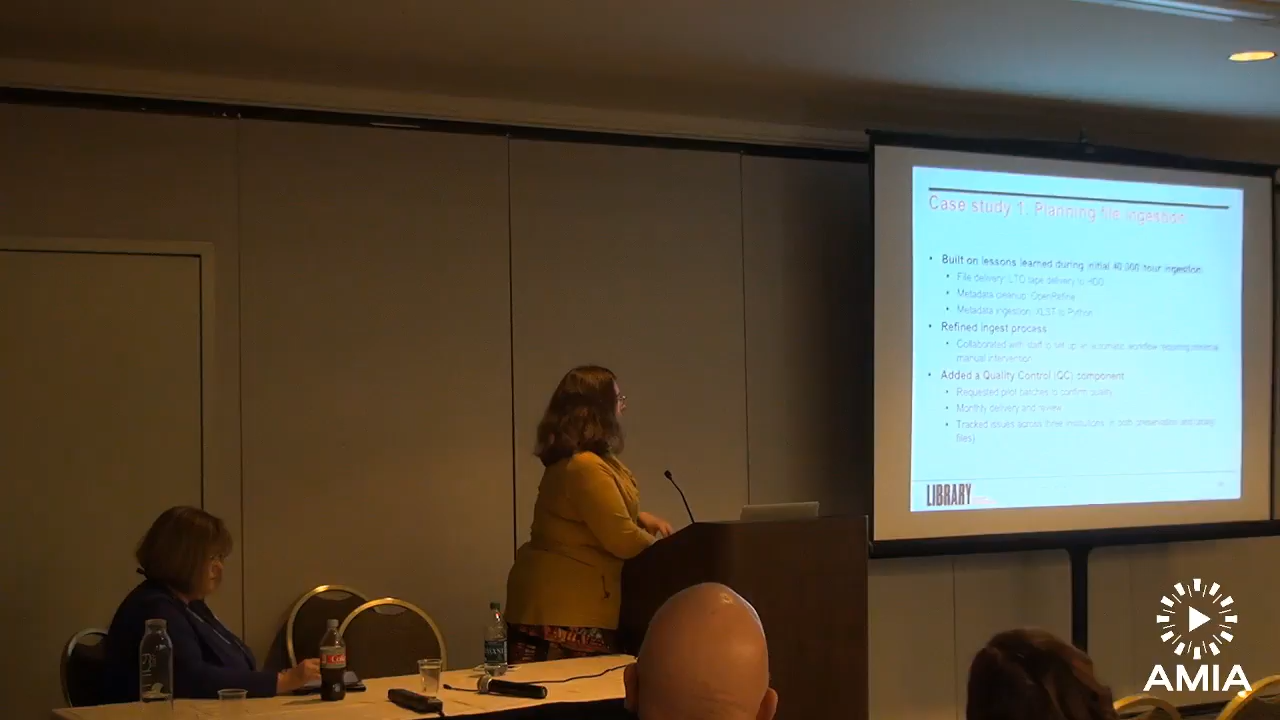 Case study 1. Planning file ingestion
• Built on lessons learned during initial 40,000 hour ingestion:
• File delivery: LTO tape delivery to HDD
• Metadata cleanup: OpenRefine
• Metadata ingestion: XLST to Python
• Refined ingest process
• Collaborated with staff to set up an automatic workflow requiring minimal
manual intervention
• Added a Quality Control (QC) component
• Requested pilot batches to confirm quality
• Monthly delivery and review
• Tracked issues across three institutions in both preservation and
files)
LIBRARY
AMIA